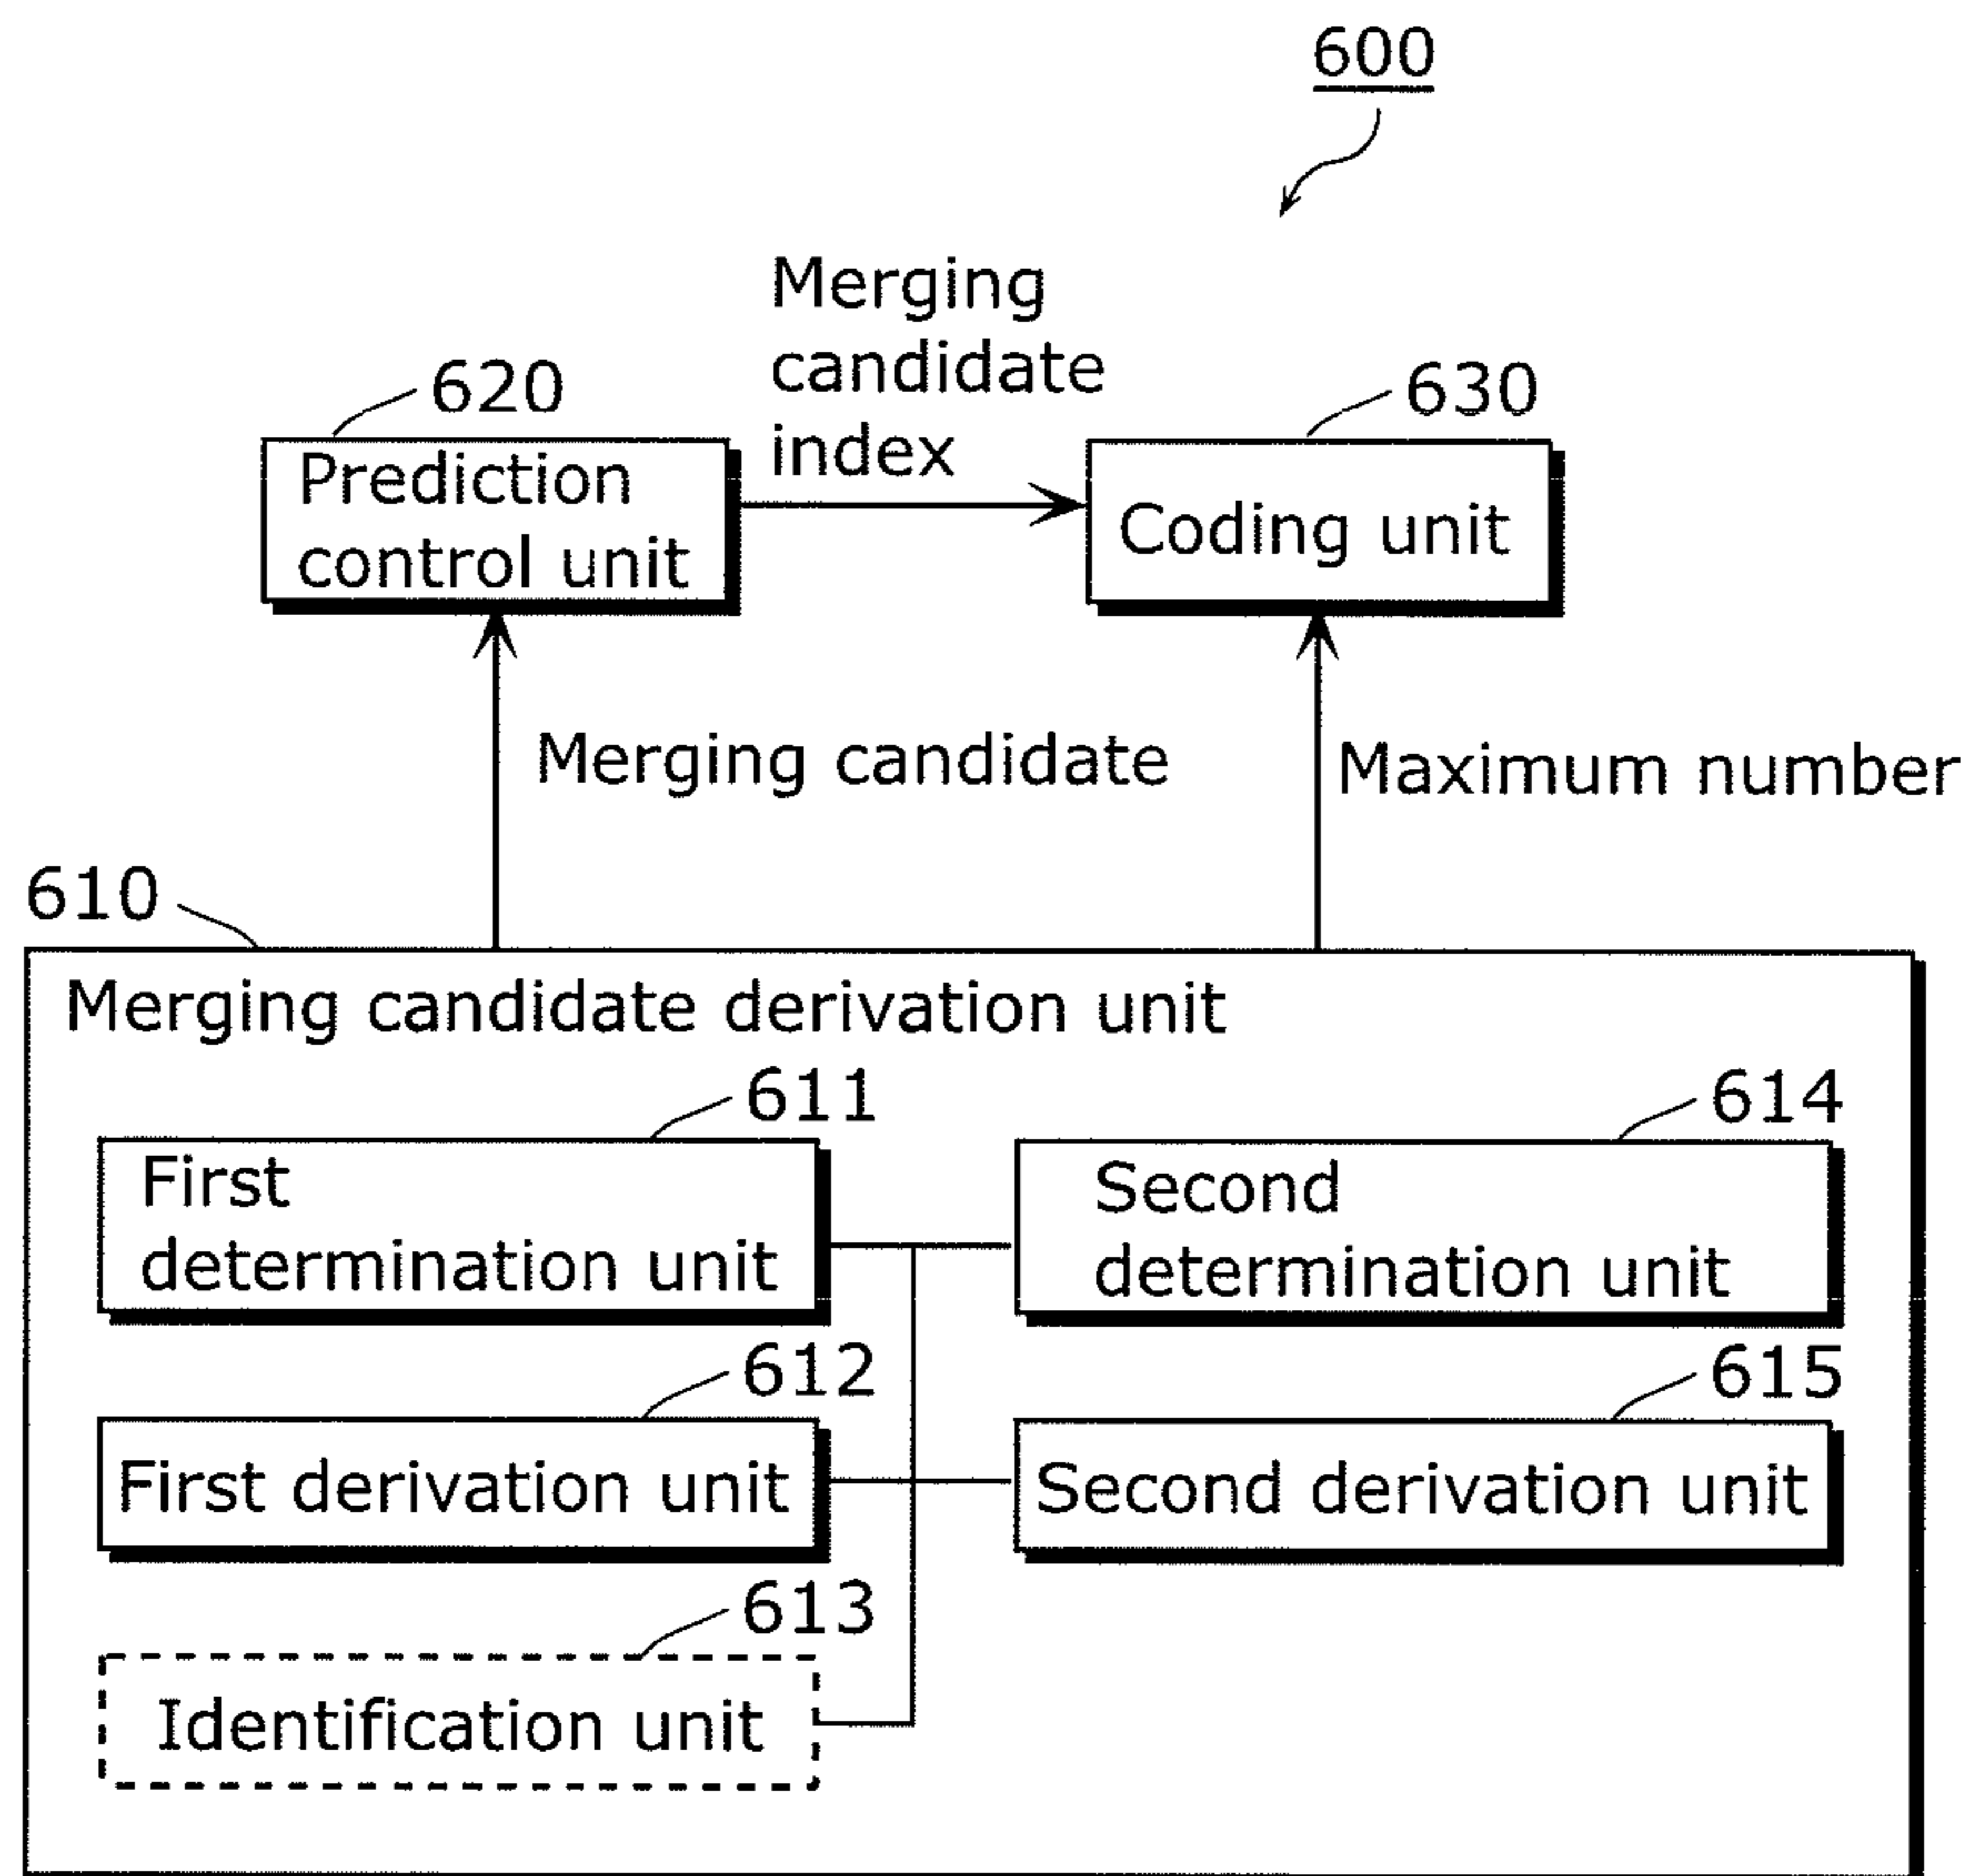 600
Merging
candidate
index
620
630
Prediction
control unit
Coding unit
Merging candidate
Maximum number
610
Merging candidate derivation unit
611
614
First
determination unit
Second
determination unit
612
615
First derivation unit
Second derivation unit
613
Identification unit